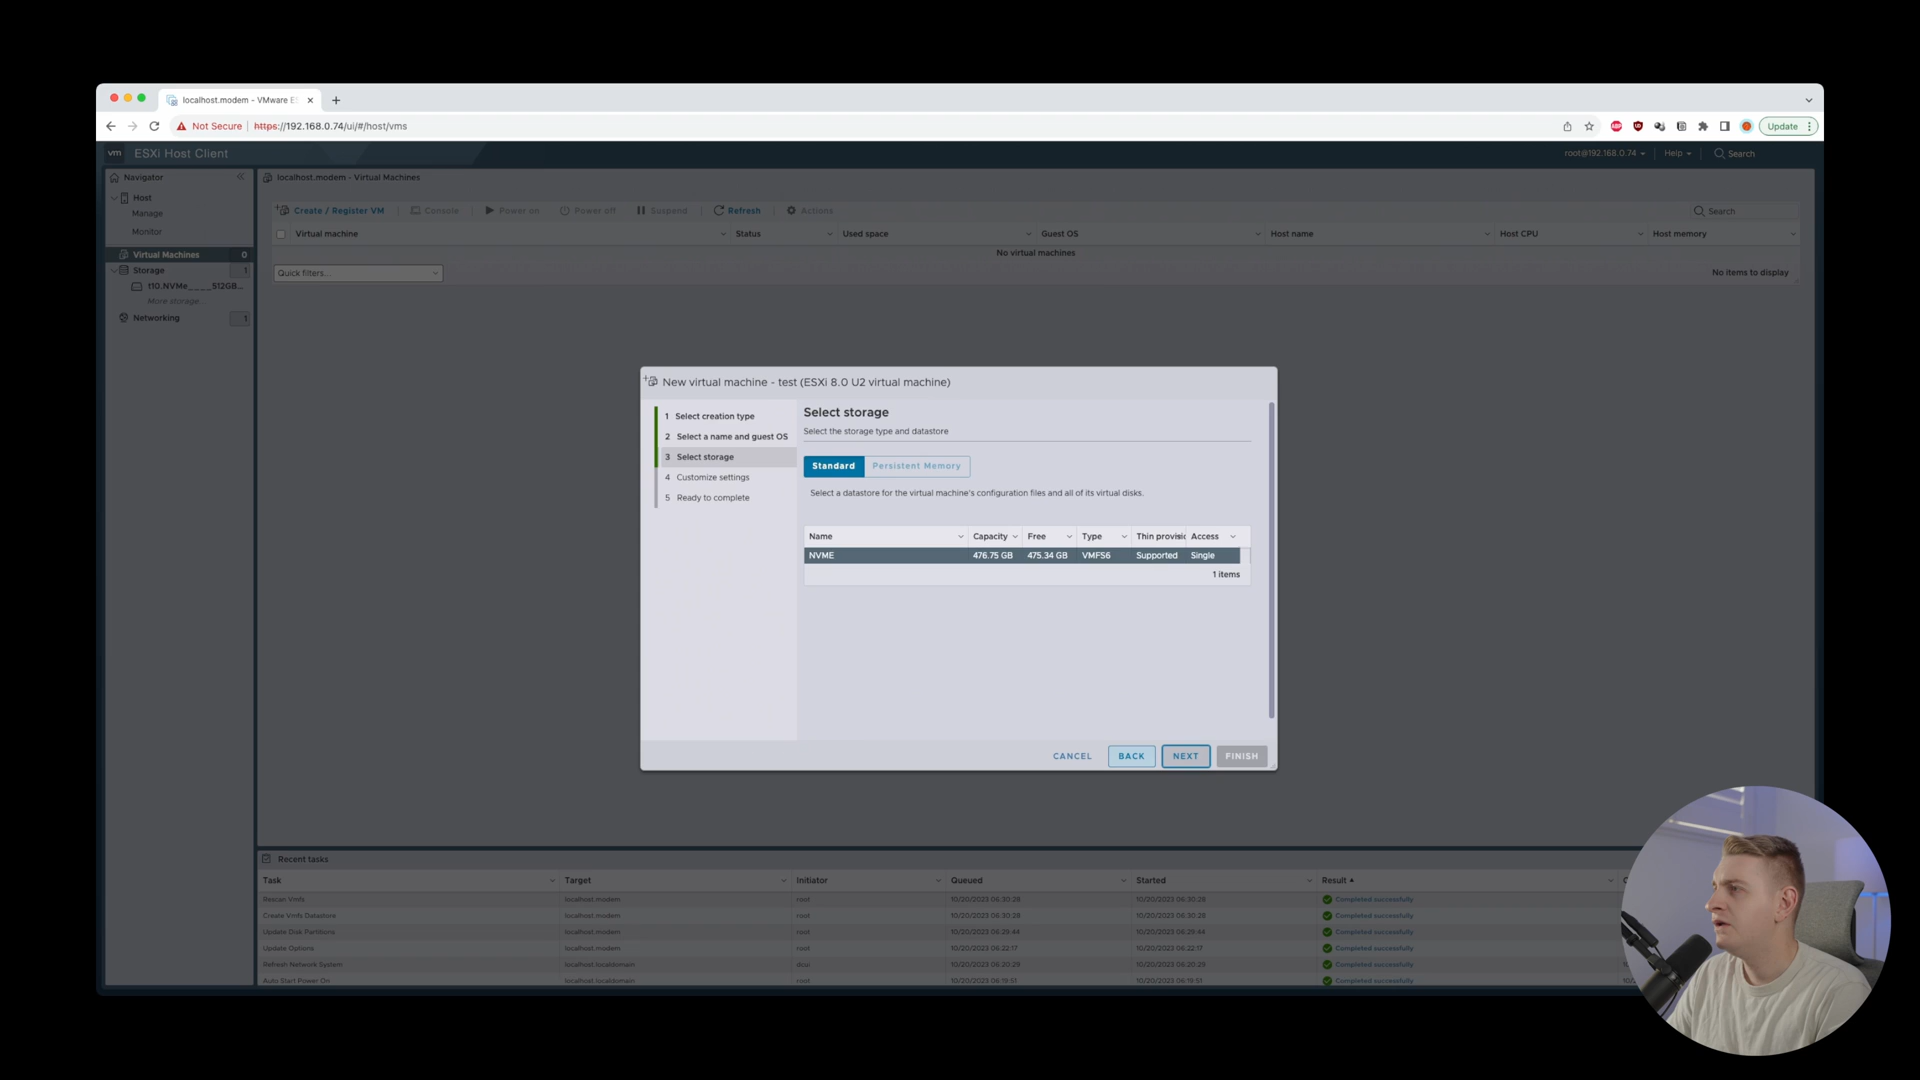 localhost.modem - VMware ES
Not Secure | https://192.168.0.74/ui/#/host/vms
Update
vm ESXi Host Client
root@192.168.0.74
Help
Search
Navigator
Host
Manage
Monitor
Virtual Machines 0
Storage 1
t10.NVMe____512GB...
More storage...
Networking 1
localhost.modem - Virtual Machines
Create / Register VM
Console
Power on
Power off
Suspend
Refresh
Actions
Search
Virtual machine Status Used space Guest OS Host name Host CPU Host memory
No virtual machines
Quick filters...
No items to display
New virtual machine - test (ESXi 8.0 U2 virtual machine)
1 Select creation type
2 Select a name and guest OS
3 Select storage
4 Customize settings
5 Ready to complete
Select storage
Select the storage type and datastore
Standard Persistent Memory
Select a datastore for the virtual machine's configuration files and all of its virtual disks.
Name Capacity Free Type Thin provisic Access
NVME 476.75 GB 475.34 GB VMFS6 Supported Single
1 items
CANCEL BACK NEXT FINISH
Recent tasks
Task Target Initiator Queued Started Result
Rescan Vmfs localhost.modem root 10/20/2023 06:30:28 10/20/2023 06:30:28 Completed successfully
Create Vmfs Datastore localhost.modem root 10/20/2023 06:30:28 10/20/2023 06:30:28 Completed successfully
Update Disk Partitions localhost.modem root 10/20/2023 06:29:44 10/20/2023 06:29:44 Completed successfully
Update Options localhost.modem root 10/20/2023 06:22:17 10/20/2023 06:22:17 Completed successfully
Refresh Network System localhost.localdomain dcui 10/20/2023 06:20:29 10/20/2023 06:20:29 Completed successfully
Auto Start Power On localhost.localdomain root 10/20/2023 06:19:51 10/20/2023 06:19:51 Completed successfully